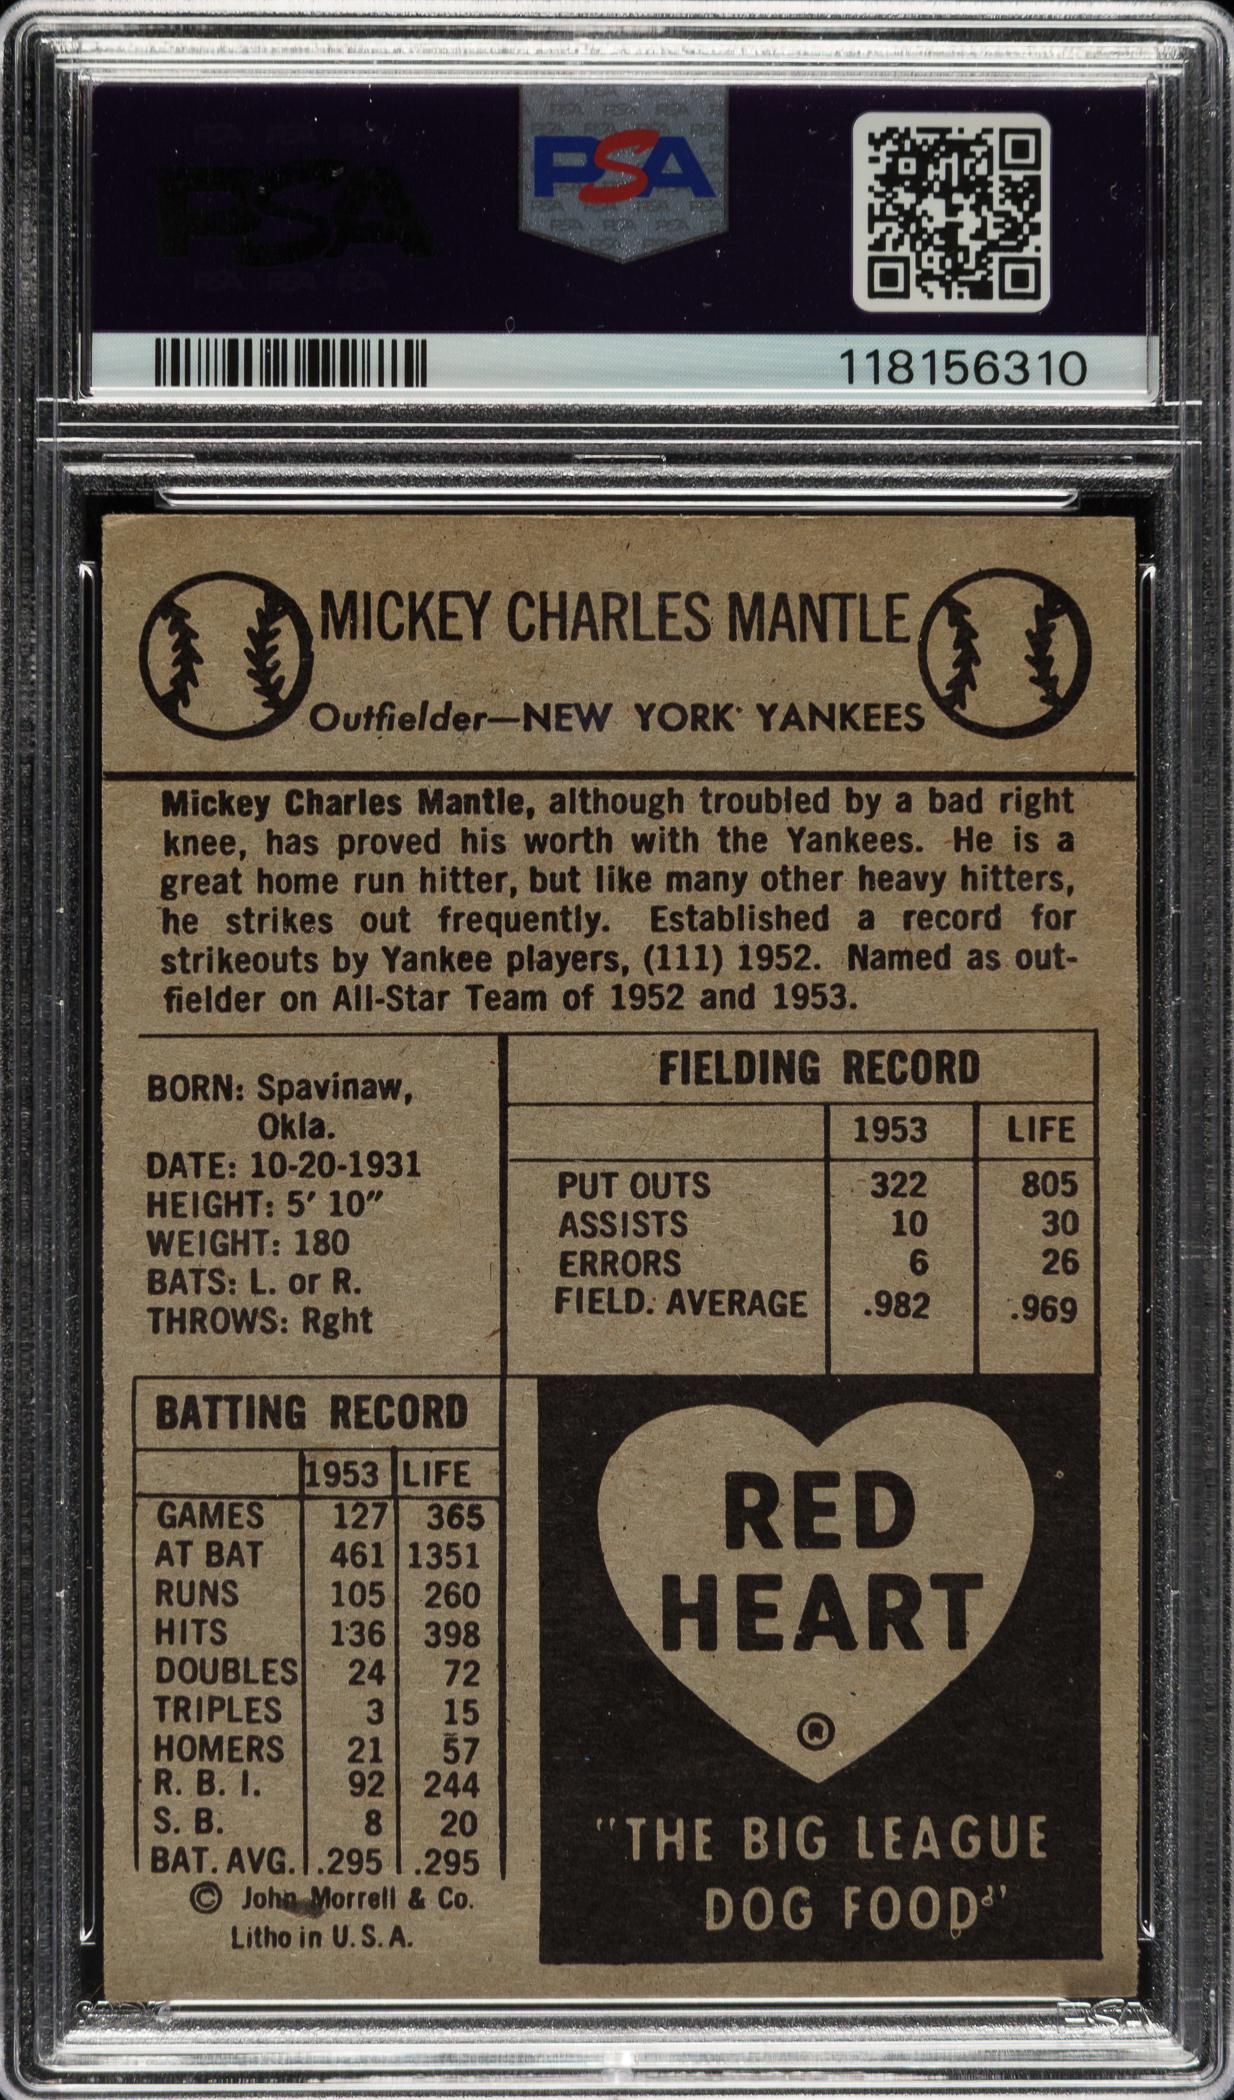 PSA
PSA
118156310
MICKEY CHARLES MANTLE
Outfielder—NEW YORK YANKEES
Mickey Charles Mantle, although troubled by a bad right
knee, has proved his worth with the Yankees. He is a
great home run hitter, but like many other heavy hitters,
he strikes out frequently. Established a record for
strikeouts by Yankee players, (111) 1952. Named as out-
fielder on All-Star Team of 1952 and 1953.
BORN: Spavinaw,
Okla.
DATE: 10-20-1931
HEIGHT: 5' 10"
WEIGHT: 180
BATS: L. or R.
THROWS: Rght
FIELDING RECORD
1953 LIFE
PUT OUTS 322 805
ASSISTS 10 30
ERRORS 6 26
FIELD. AVERAGE .982 .969
BATTING RECORD
1953 LIFE
GAMES 127 365
AT BAT 461 1351
RUNS 105 260
HITS 136 398
DOUBLES 24 72
TRIPLES 3 15
HOMERS 21 57
R. B. I. 92 244
S. B. 8 20
BAT. AVG. .295 .295
© John Morrell & Co.
Litho in U.S.A.
RED
HEART
®
"THE BIG LEAGUE
DOG FOOD"
PSA